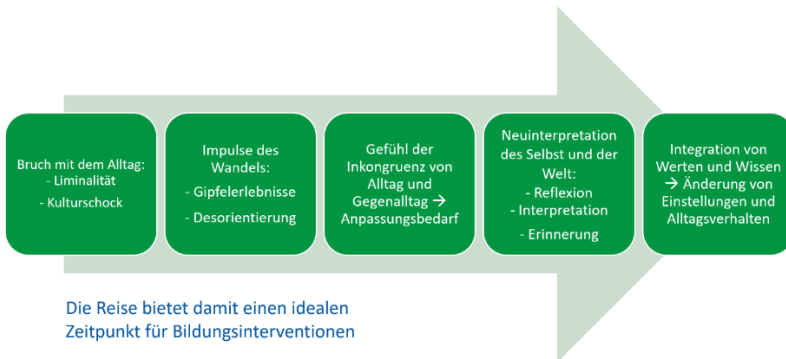 Bruch mit dem Alltag:
- Liminalität
- Kulturschock
Impulse des
Wandels:
- Gipfelerlebnisse
- Desorientierung
Gefühl der
Inkongruenz von
Alltag und
Gegenalltag →
Anpassungsbedarf
Neuinterpretation
des Selbst und der
Welt:
- Reflexion
- Interpretation
- Erinnerung
Integration von
Werten und Wissen
→ Änderung von
Einstellungen und
Alltagsverhalten
Die Reise bietet damit einen idealen
Zeitpunkt für Bildungsinterventionen